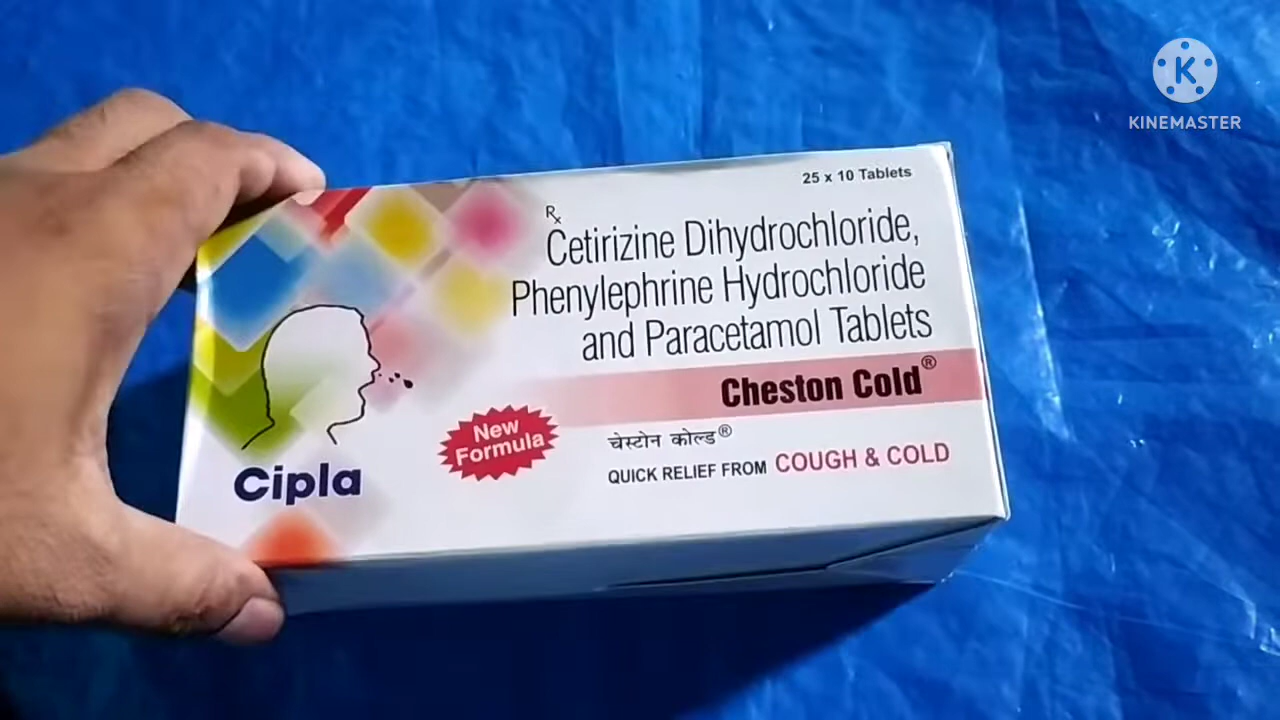 KINEMASTER
25 x 10 Tablets
Rx
Cetirizine Dihydrochloride,
Phenylephrine Hydrochloride
and Paracetamol Tablets
Cheston Cold®
चेस्टोन कोल्ड®
QUICK RELIEF FROM COUGH & COLD
New
Formula
Cipla